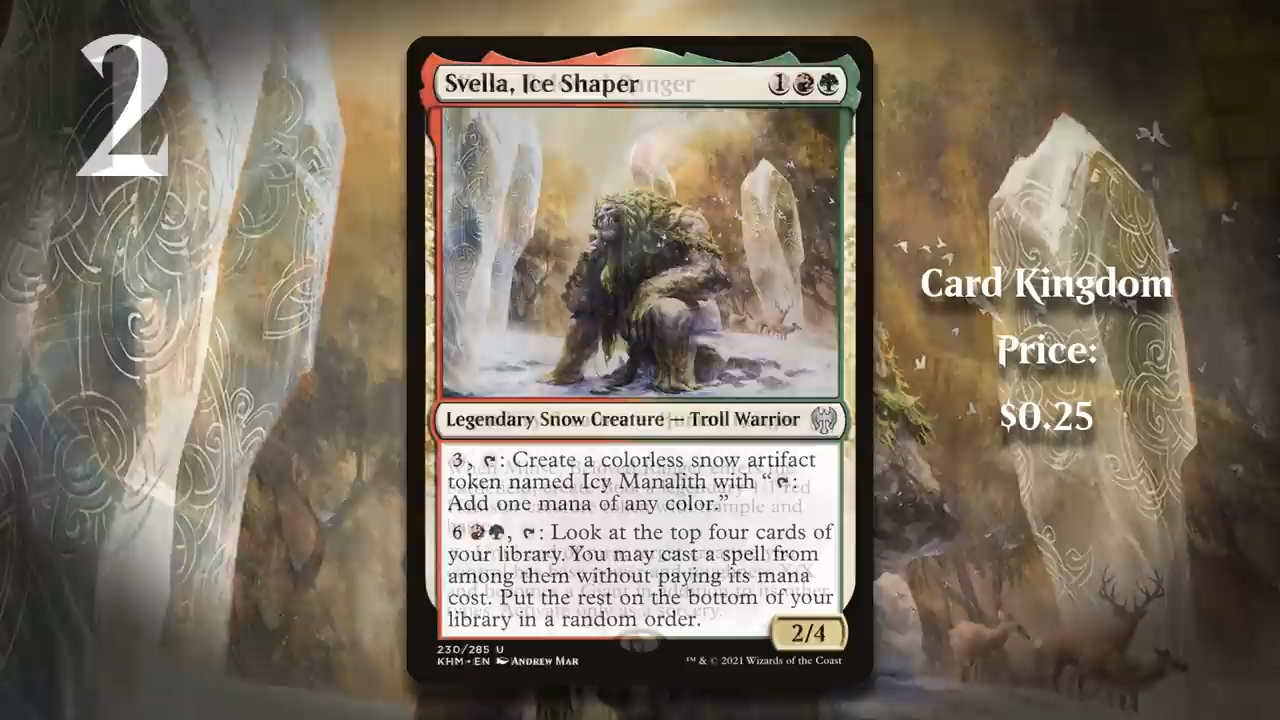 2
Svella, Ice Shaper
1
Card Kingdom
Price:
$0.25
Legendary Snow Creature — Troll Warrior
3, : Create a colorless snow artifact
token named Icy Manalith with “ :
Add one mana of any color.”
6 , : Look at the top four cards of
your library. You may cast a spell from
among them without paying its mana
cost. Put the rest on the bottom of your
library in a random order.
2/4
230/285 U
KHM • EN Andrew Mar
™ & © 2021 Wizards of the Coast